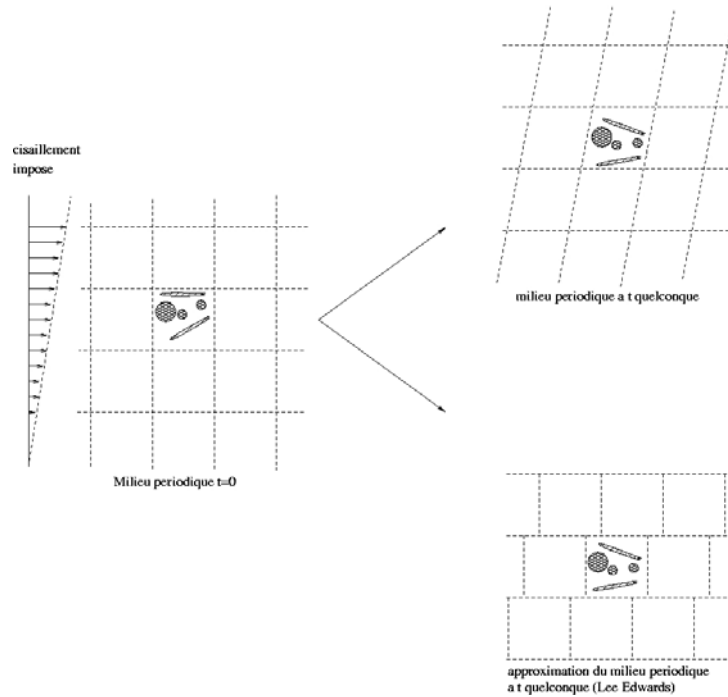 cisaillement
impose
milieu periodique a t quelconque
Milieu periodique t=0
approximation du milieu periodique
a t quelconque (Lee Edwards)